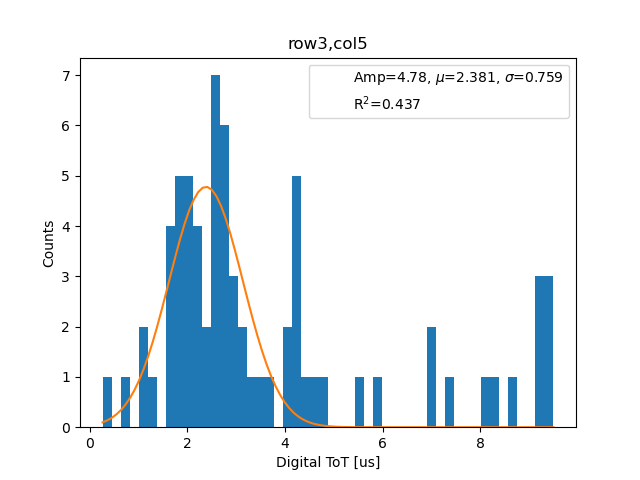 row3,col5
Amp=4.78, μ=2.381, σ=0.759
R²=0.437
7
6
5
4
3
2
1
0
Counts
0 2 4 6 8
Digital ToT [us]